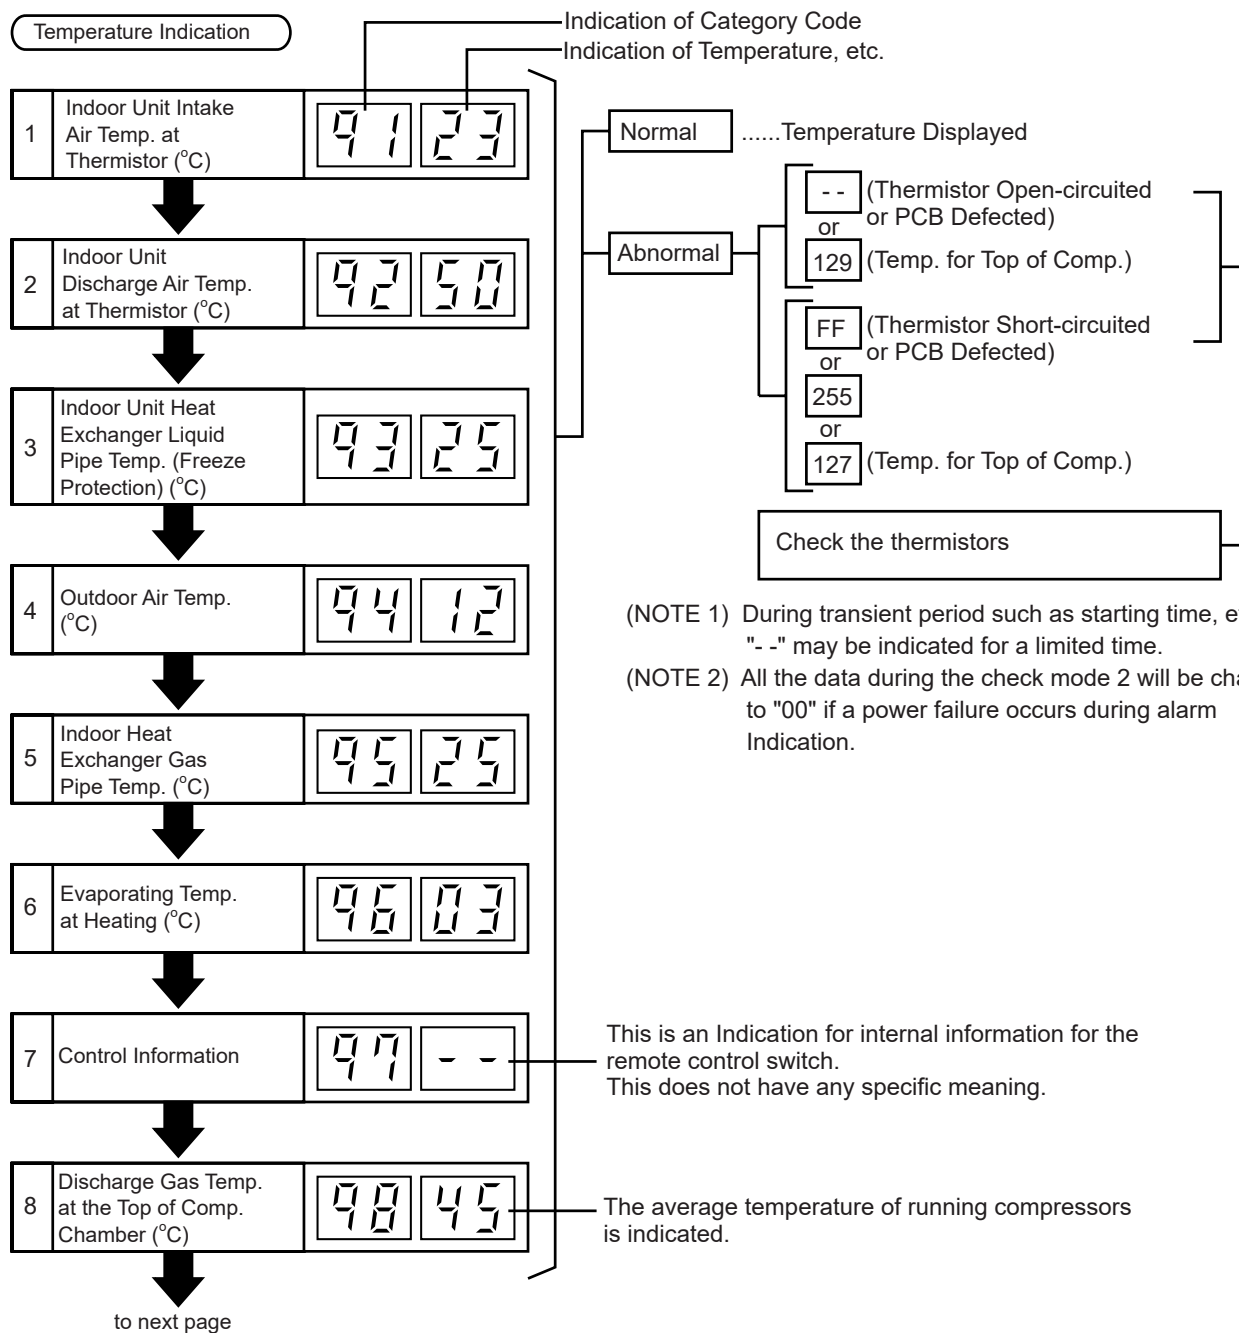 Temperature Indication
Indication of Category Code
Indication of Temperature, etc.
1
Indoor Unit Intake
Air Temp. at
Thermistor (°C)
91 23
2
Indoor Unit
Discharge Air Temp.
at Thermistor (°C)
92 50
3
Indoor Unit Heat
Exchanger Liquid
Pipe Temp. (Freeze
Protection) (°C)
93 25
4
Outdoor Air Temp.
(°C)
94 12
5
Indoor Heat
Exchanger Gas
Pipe Temp. (°C)
95 25
6
Evaporating Temp.
at Heating (°C)
96 03
7
Control Information
97 - -
8
Discharge Gas Temp.
at the Top of Comp.
Chamber (°C)
98 45
to next page
Normal ......Temperature Displayed
Abnormal
- - (Thermistor Open-circuited
or PCB Defected)
or
129 (Temp. for Top of Comp.)
FF (Thermistor Short-circuited
or PCB Defected)
or
255
or
127 (Temp. for Top of Comp.)
Check the thermistors
(NOTE 1) During transient period such as starting time,
"- -" may be indicated for a limited time.
(NOTE 2) All the data during the check mode 2 will be
to "00" if a power failure occurs during alarm
Indication.
This is an Indication for internal information for the
remote control switch.
This does not have any specific meaning.
The average temperature of running compressors
is indicated.